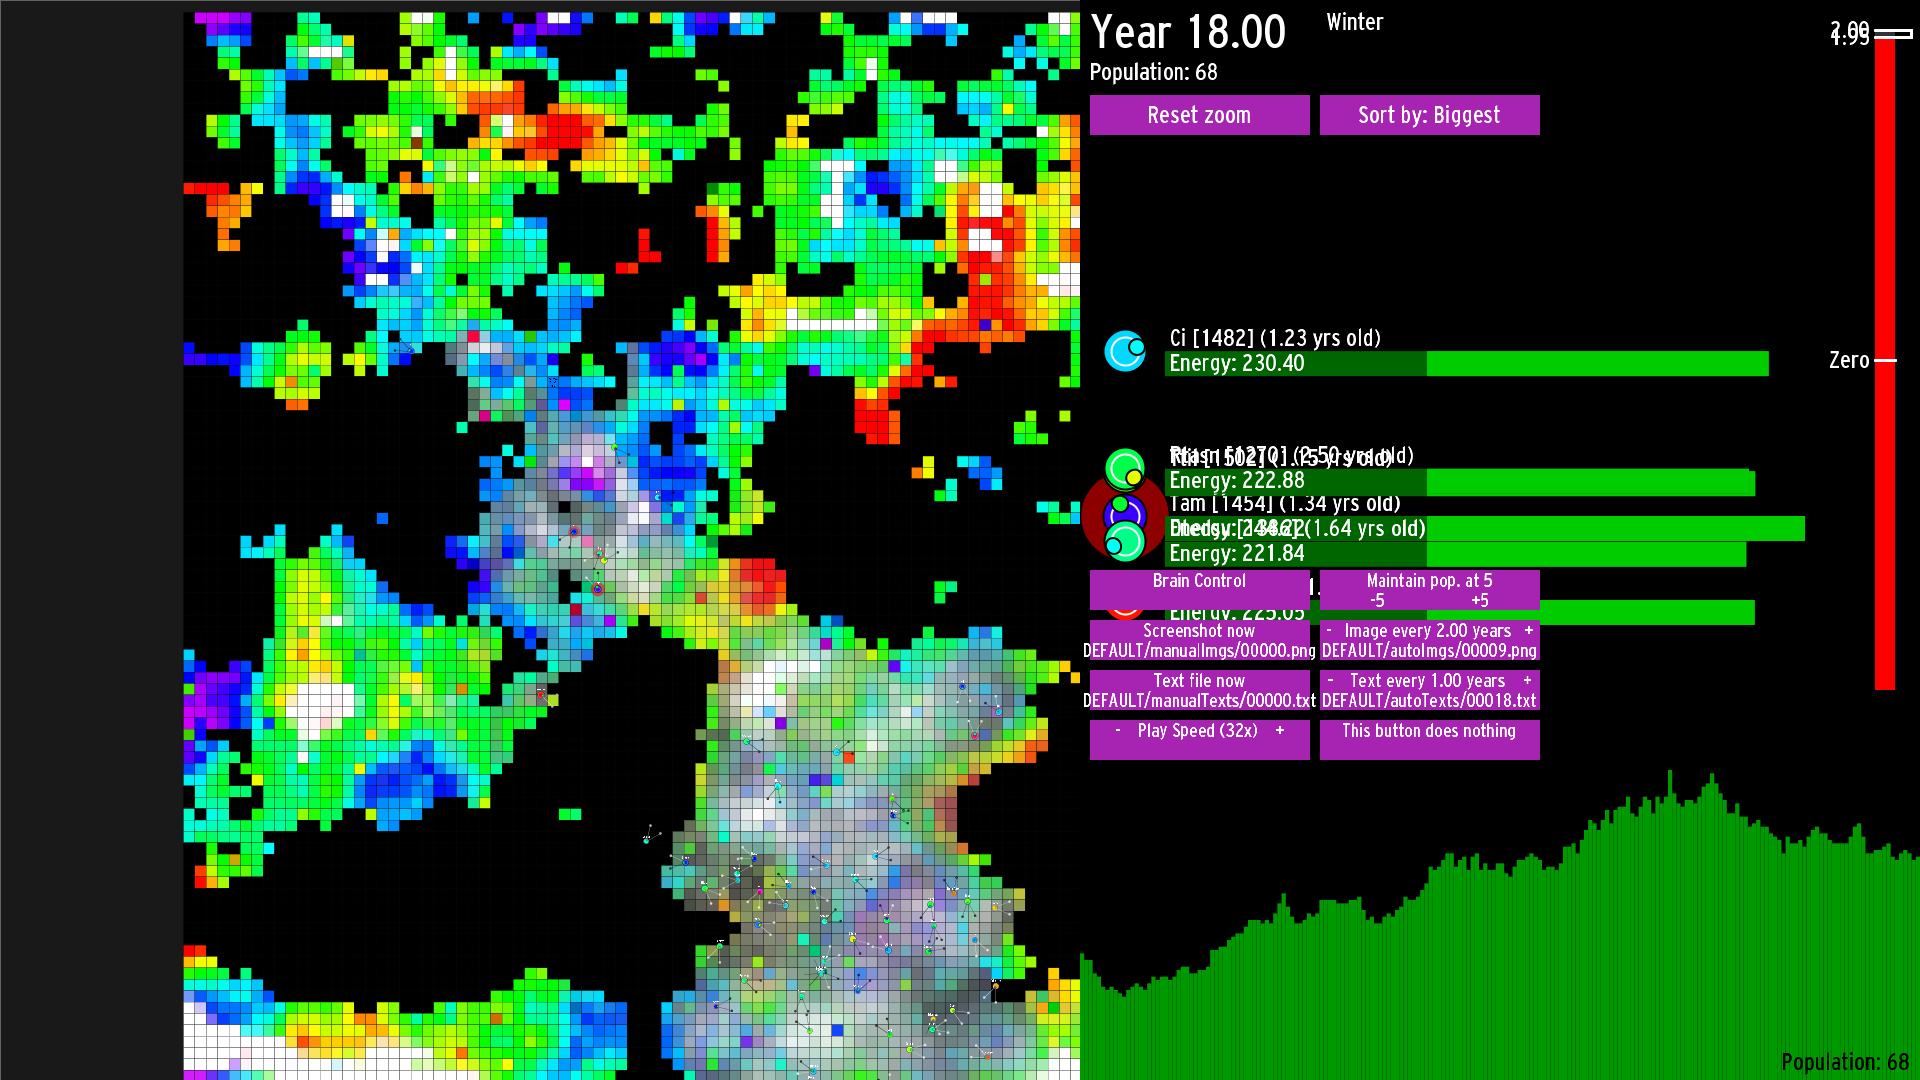 Year 18.00
Winter
Population: 68
Reset zoom
Sort by: Biggest
2.00
1.95
Zero
Ci [1482] (1.23 yrs old)
Energy: 230.40
Energy: 222.88
Tam [1454] (1.34 yrs old)
(1.64 yrs old)
Energy: 221.84
Energy: 225.05
Brain Control
Maintain pop. at 5
-5 +5
Screenshot now
DEFAULT/manualImgs/00000.png
- Image every 2.00 years +
DEFAULT/autoImgs/00009.png
Text file now
DEFAULT/manualTexts/00000.txt
- Text every 1.00 years +
DEFAULT/autoTexts/00018.txt
- Play Speed (32x) +
This button does nothing
Population: 68